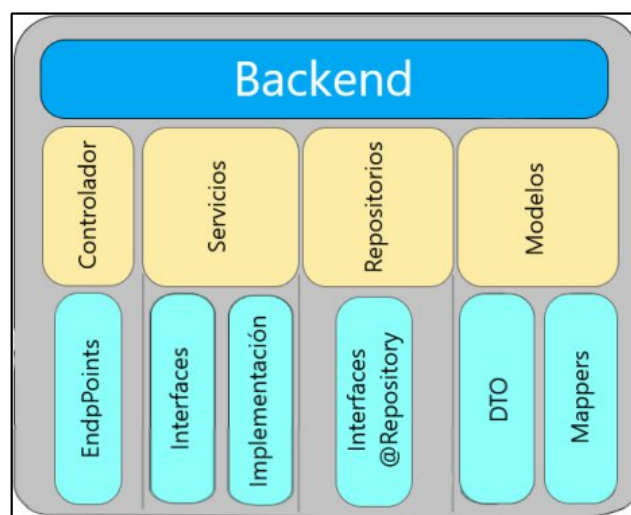 Backend
Controlador
Servicios
Repositorios
Modelos
EndpPoints
Interfaces
Implementación
Interfaces
@Repository
DTO
Mappers